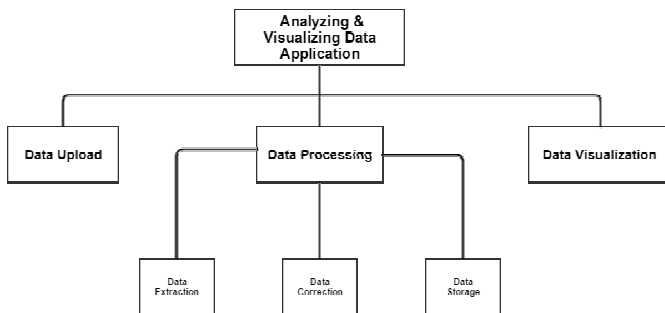 Analyzing &
Visualizing Data
Application
Data Upload
Data Processing
Data Visualization
Data
Extraction
Data
Correction
Data
Storage